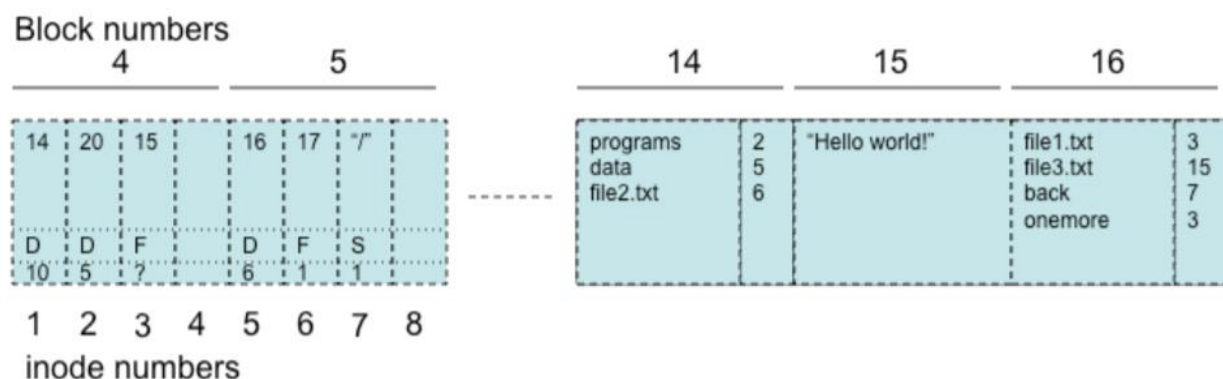 Block numbers
4 5 14 15 16
14 20 15 16 17 "/" programs 2 "Hello world!" file1.txt 3
data 5 file3.txt 15
file2.txt 6 back 7
onemore 3
D D F D F S
10 5 ? 6 1 1
1 2 3 4 5 6 7 8
inode numbers